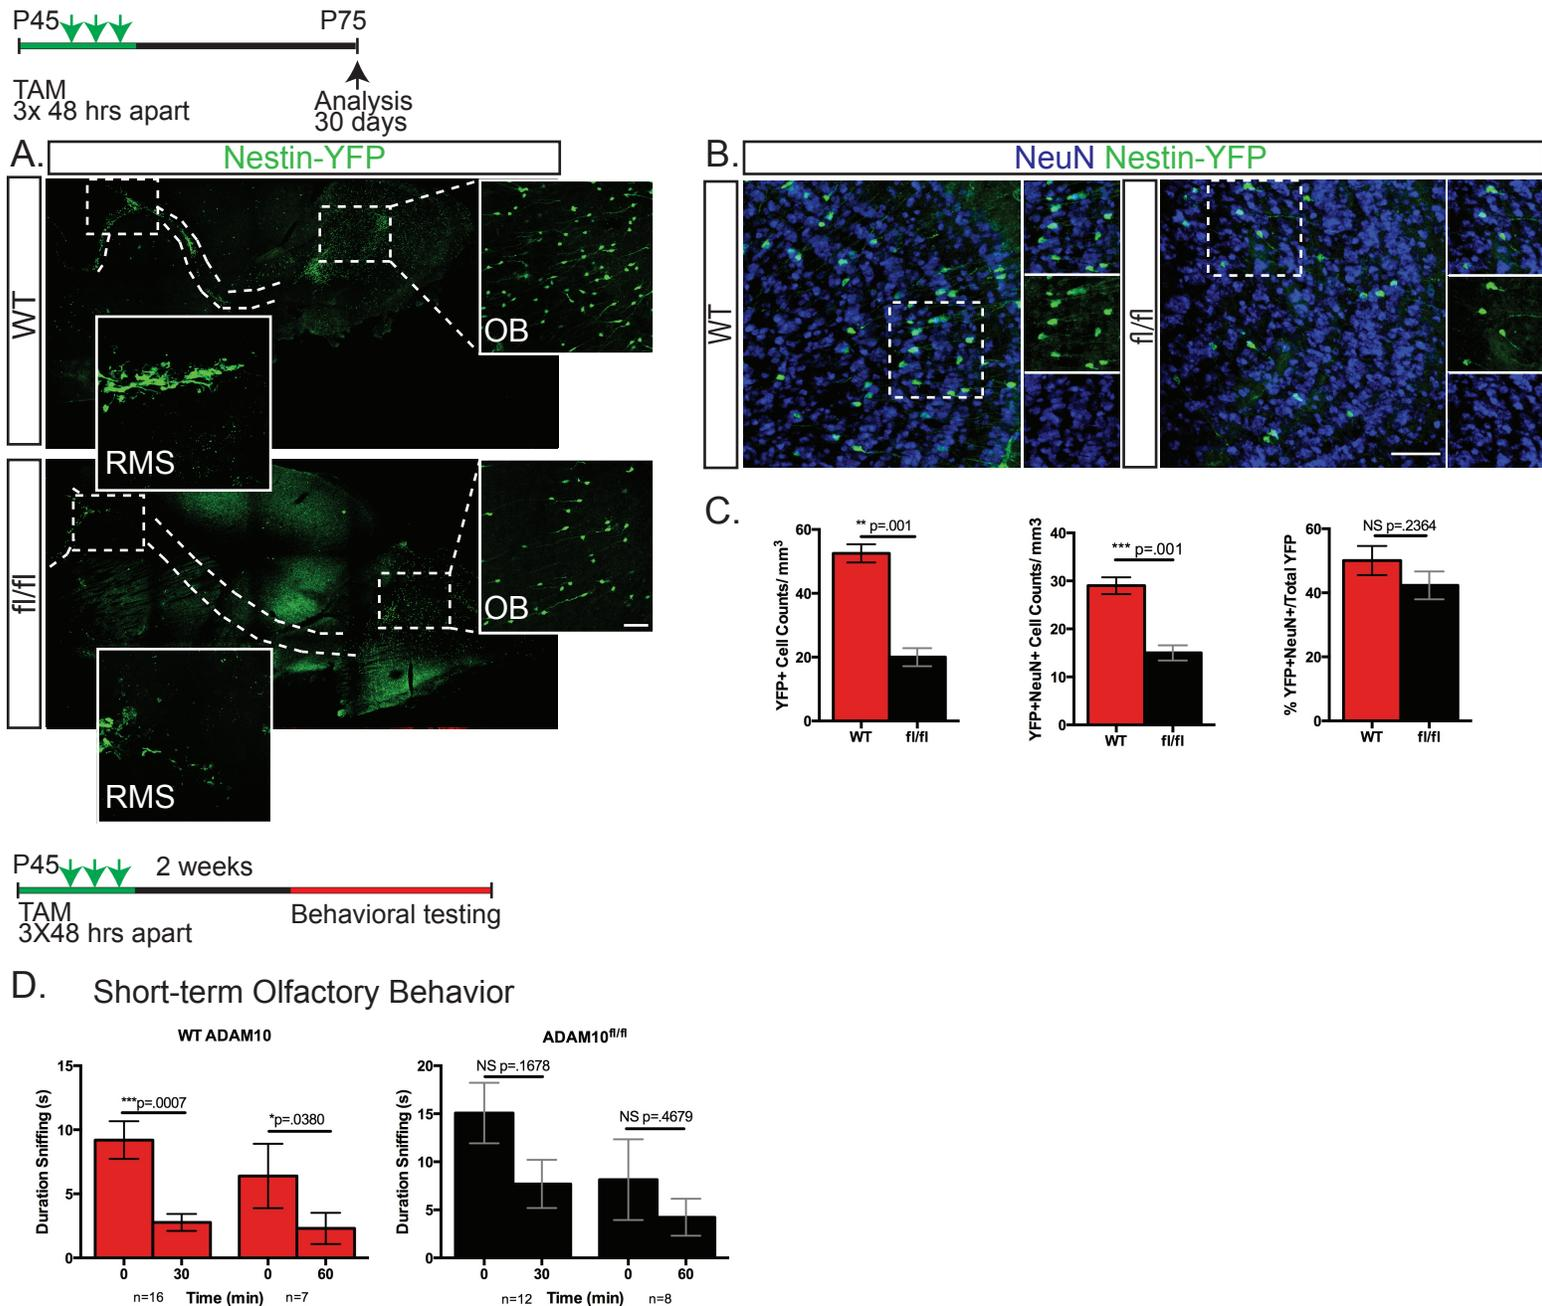 P45 P75
TAM
3x 48 hrs apart
Analysis
30 days
A.
Nestin-YFP
WT
OB
RMS
fl/fl
OB
RMS
B.
NeuN Nestin-YFP
WT
fl/fl
C.
YFP+ Cell Counts/ mm3
60
40
20
0
** p=.001
WT fl/fl
YFP+NeuN+ Cell Counts/ mm3
40
30
20
10
0
*** p=.001
WT fl/fl
% YFP+NeuN+/Total YFP
60
40
20
0
NS p=.2364
WT fl/fl
P45 2 weeks
TAM
3X48 hrs apart
Behavioral testing
D. Short-term Olfactory Behavior
WT ADAM10
Duration Sniffing (s)
15
10
5
0
***p=.0007
*p=.0380
0 30 0 60
n=16 Time (min) n=7
ADAM10fl/fl
Duration Sniffing (s)
20
15
10
5
0
NS p=.1678
NS p=.4679
0 30 0 60
n=12 Time (min) n=8